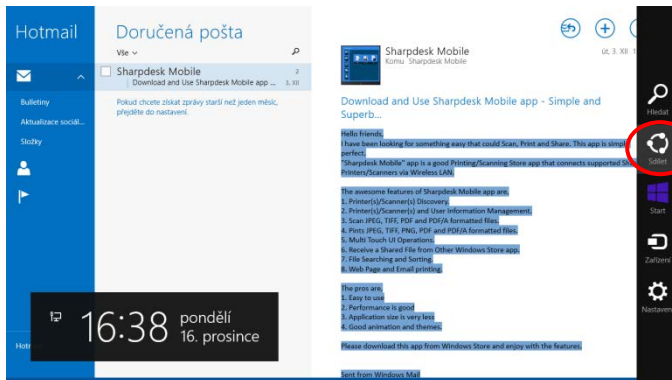 Hotmail
Bulletiny
Aktualizace sociál...
Složky
Doručená pošta
Vše
Sharpdesk Mobile 2
Download and Use Sharpdesk Mobile app ... 3. XII
Pokud chcete získat zprávy starší než jeden měsíc,
přejděte do nastavení.
Sharpdesk Mobile
Komu Sharpdesk Mobile
út, 3. XII
Download and Use Sharpdesk Mobile app - Simple and
Superb...
Hello friends,
I have been looking for something easy that could Scan, Print and Share. This app is simply
perfect.
"Sharpdesk Mobile" app is a good Printing/Scanning Store app that connects supported
Printers/Scanners via Wireless LAN.
The awesome features of Sharpdesk Mobile app are,
1. Printer(s)/Scanner(s) Discovery,
2. Printer(s)/Scanner(s) and User Information Management,
3. Scan JPEG, TIFF, PDF and PDF/A formatted files.
4. Pints JPEG, TIFF, PNG, PDF and PDF/A formatted files.
5. Multi Touch UI Operations.
6. Receive a Shared File from Other Windows Store app.
7. File Searching and Sorting.
8. Web Page and Email printing.
The pros are,
1. Easy to use
2. Performance is good
3. Application size is very less
4. Good animation and themes.
Please download this app from Windows Store and enjoy with the features.
Sent from Windows Mail
Hledat
Sdílet
Start
Zařízení
Nastavení
16:38
pondělí
16. prosince